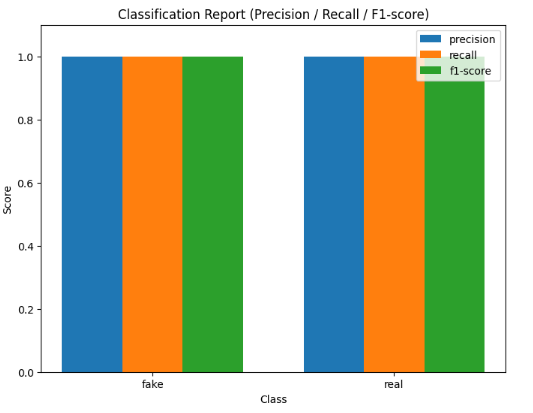 Classification Report (Precision / Recall / F1-score)
precision
recall
f1-score
1.0
0.8
0.6
0.4
0.2
0.0
Score
fake
real
Class